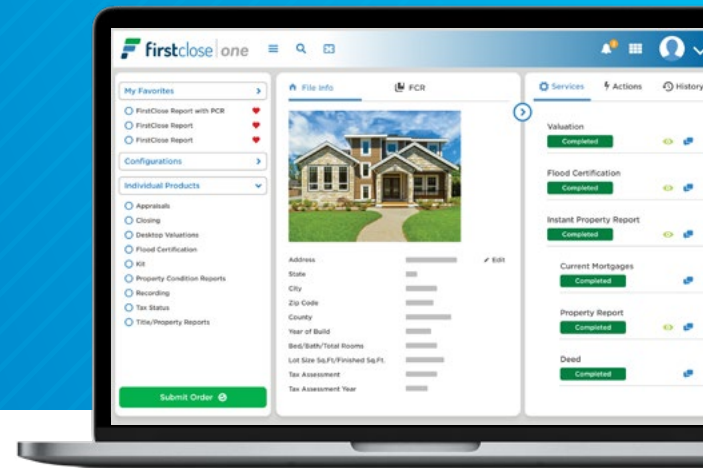 firstclose one
2
My Favorites
FirstClose Report with PCR
FirstClose Report
FirstClose Report
Configurations
Individual Products
Appraisals
Closing
Desktop Valuations
Flood Certification
Kit
Property Condition Reports
Recording
Tax Status
Title/Property Reports
Submit Order
File Info
FCR
Address
Edit
State
City
Zip Code
County
Year of Build
Bed/Bath/Total Rooms
Lot Size Sq.Ft/Finished Sq.Ft.
Tax Assessment
Tax Assessment Year
Services
Actions
History
Valuation
Completed
Flood Certification
Completed
Instant Property Report
Completed
Current Mortgages
Completed
Property Report
Completed
Deed
Completed